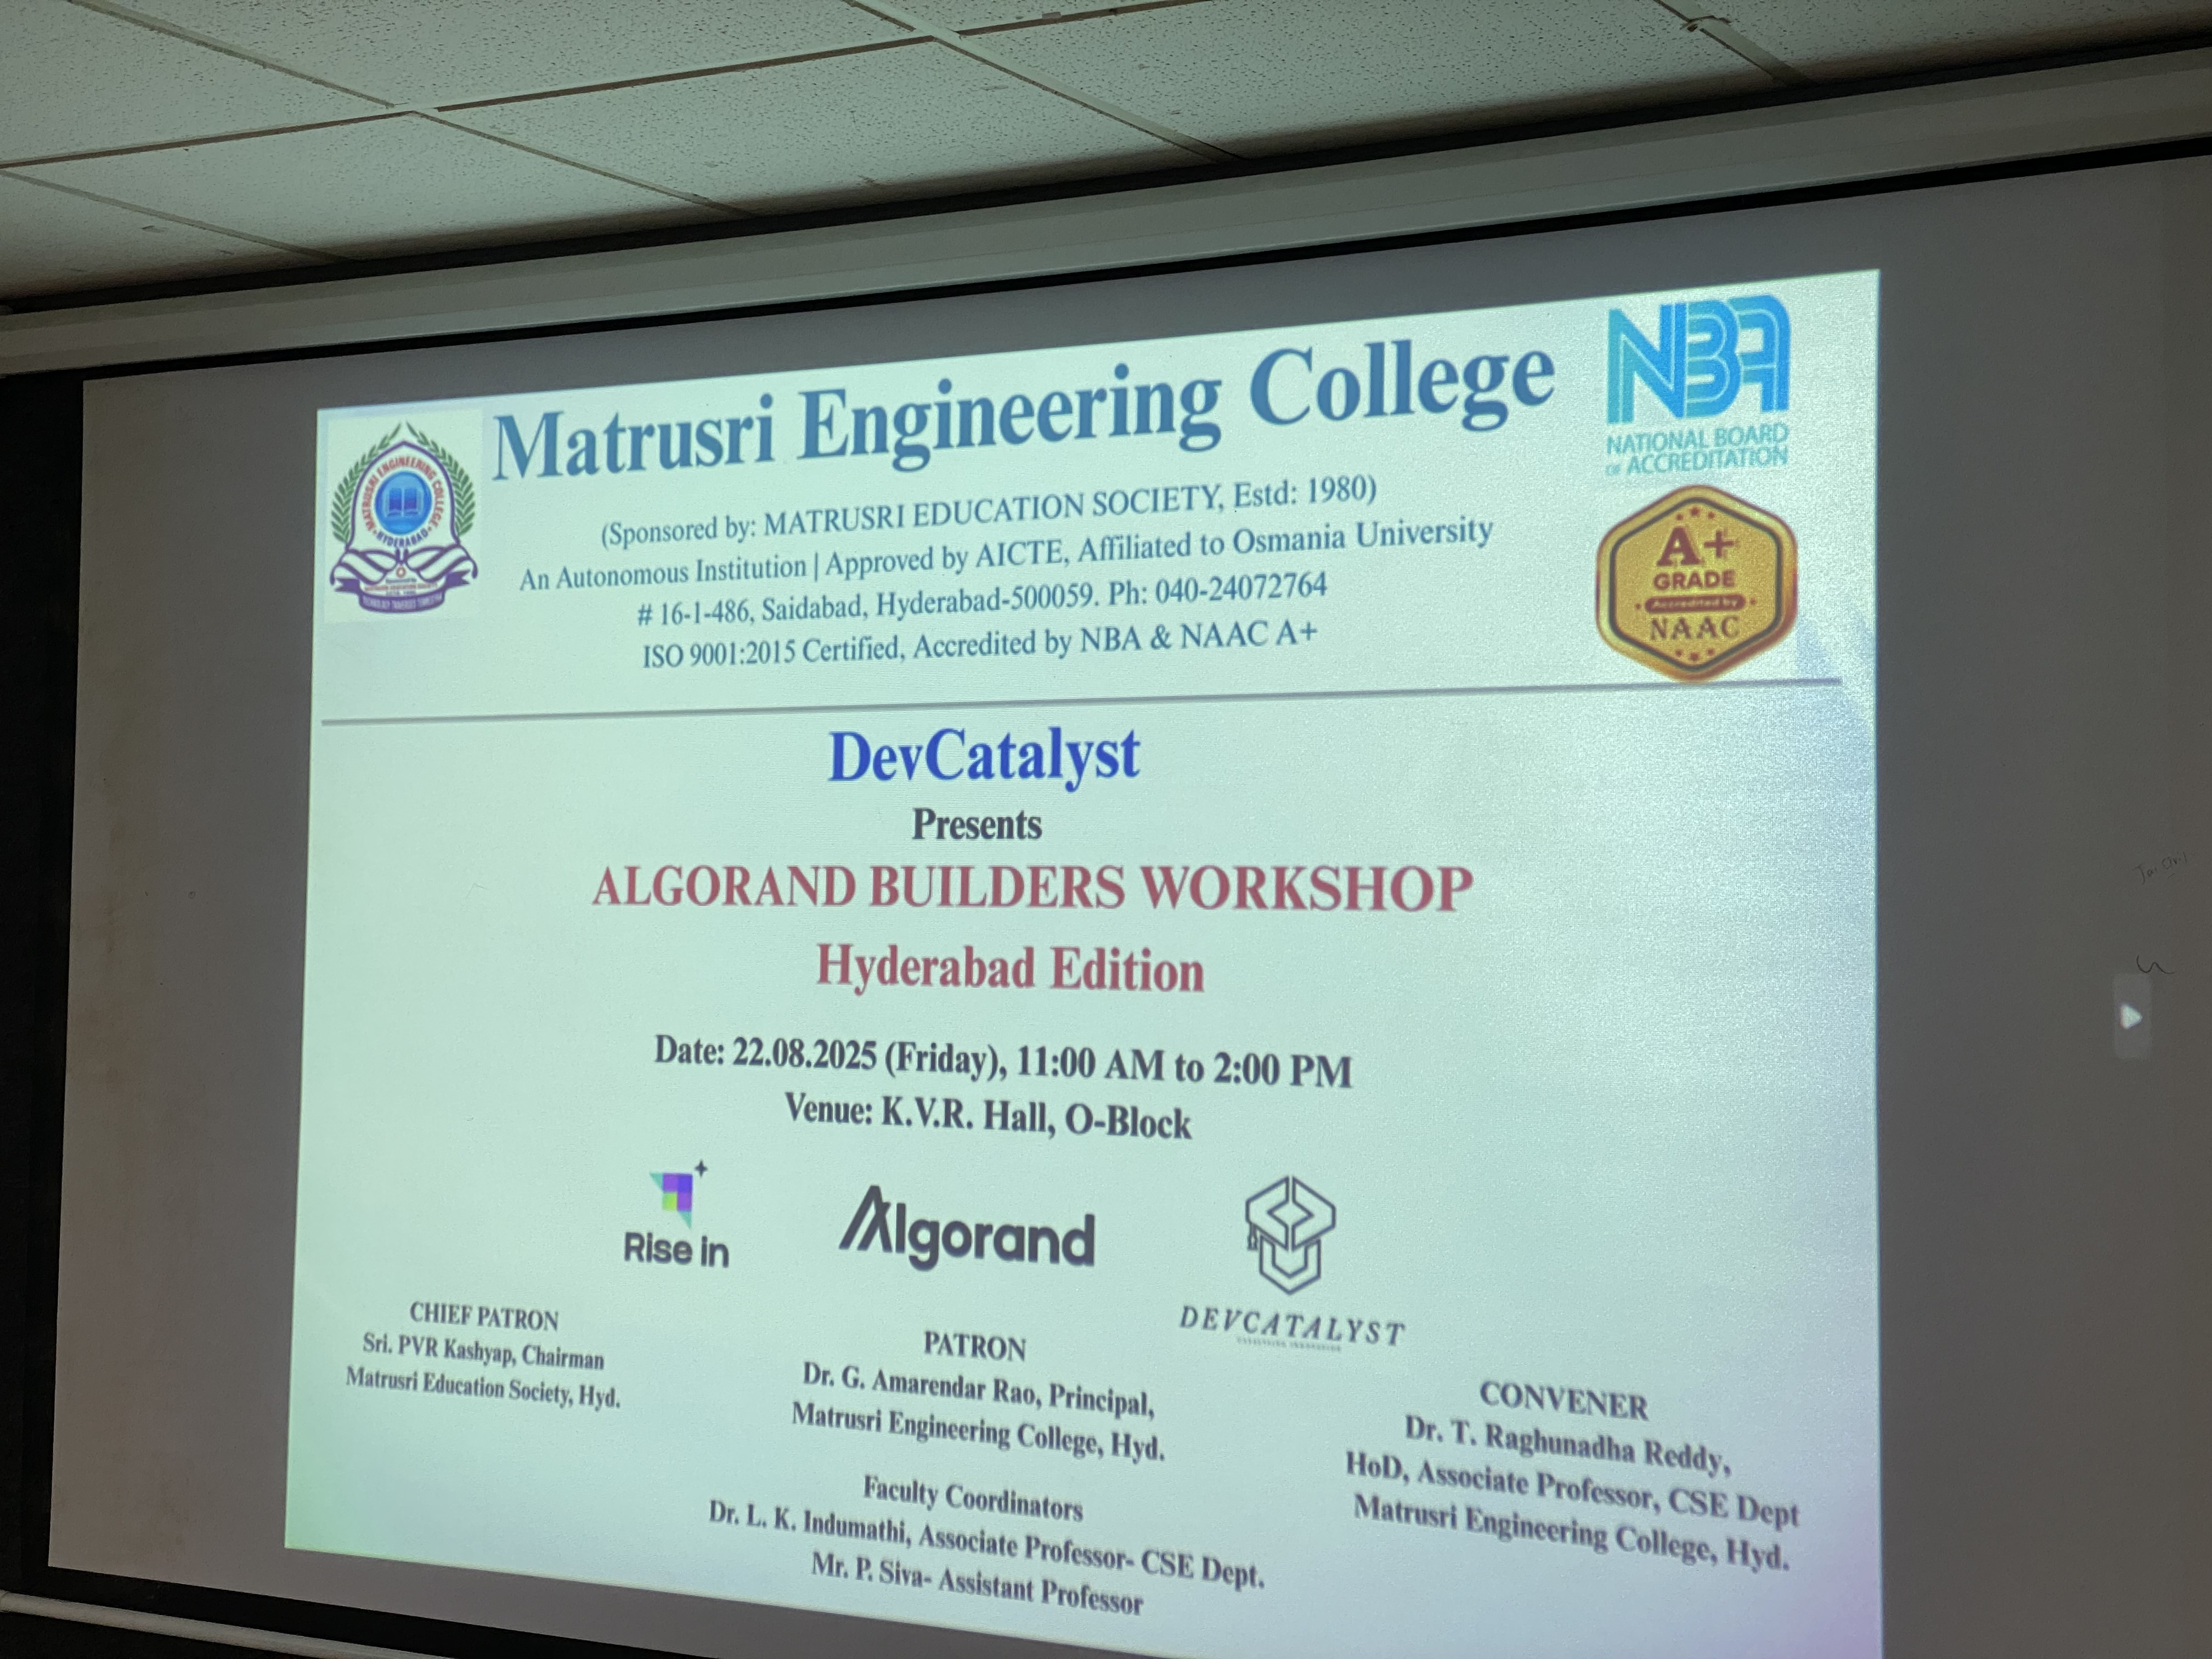 Matrusri Engineering College
(Sponsored by: MATRUSRI EDUCATION SOCIETY, Estd: 1980)
An Autonomous Institution | Approved by AICTE, Affiliated to Osmania University
# 16-1-486, Saidabad, Hyderabad-500059. Ph: 040-24072764
ISO 9001:2015 Certified, Accredited by NBA & NAAC A+
MATRUSRI ENGINEERING COLLEGE
HYDERABAD
NBA
NATIONAL BOARD
OF ACCREDITATION
A+
GRADE
Accredited by
NAAC
DevCatalyst
Presents
ALGORAND BUILDERS WORKSHOP
Hyderabad Edition
Date: 22.08.2025 (Friday), 11:00 AM to 2:00 PM
Venue: K.V.R. Hall, O-Block
Rise in
Algorand
DEVCATALYST
CHIEF PATRON
Sri. PVR Kashyap, Chairman
Matrusri Education Society, Hyd.
PATRON
Dr. G. Amarendar Rao, Principal,
Matrusri Engineering College, Hyd.
CONVENER
Dr. T. Raghunadha Reddy,
HoD, Associate Professor, CSE Dept
Matrusri Engineering College, Hyd.
Faculty Coordinators
Dr. L. K. Indumathi, Associate Professor- CSE Dept.
Mr. P. Siva- Assistant Professor